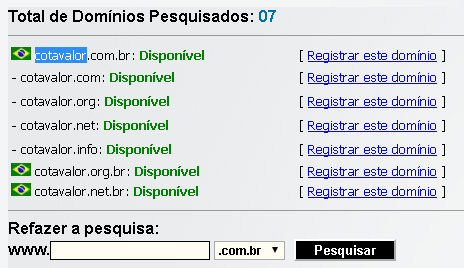 Total de Domínios Pesquisados: 07
cotavalor.com.br: Disponível [ Registrar este domínio ]
- cotavalor.com: Disponível [ Registrar este domínio ]
- cotavalor.org: Disponível [ Registrar este domínio ]
- cotavalor.net: Disponível [ Registrar este domínio ]
- cotavalor.info: Disponível [ Registrar este domínio ]
cotavalor.org.br: Disponível [ Registrar este domínio ]
cotavalor.net.br: Disponível [ Registrar este domínio ]
Refazer a pesquisa:
www. .com.br Pesquisar